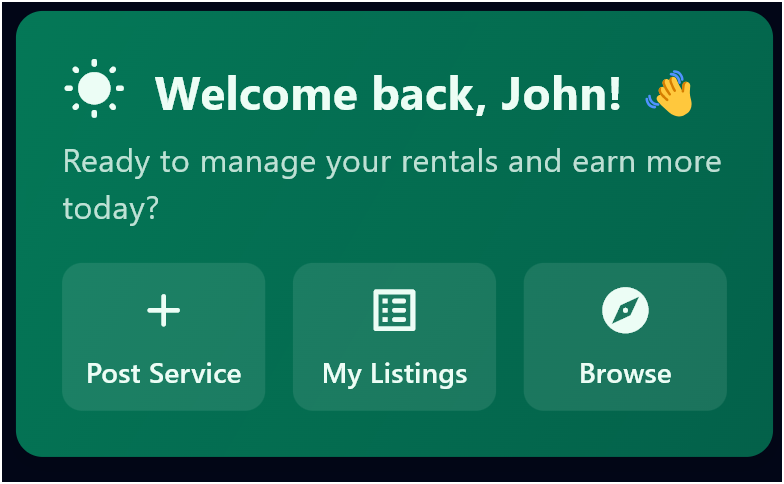 Welcome back, John! 👋
Ready to manage your rentals and earn more
today?
Post Service
My Listings
Browse